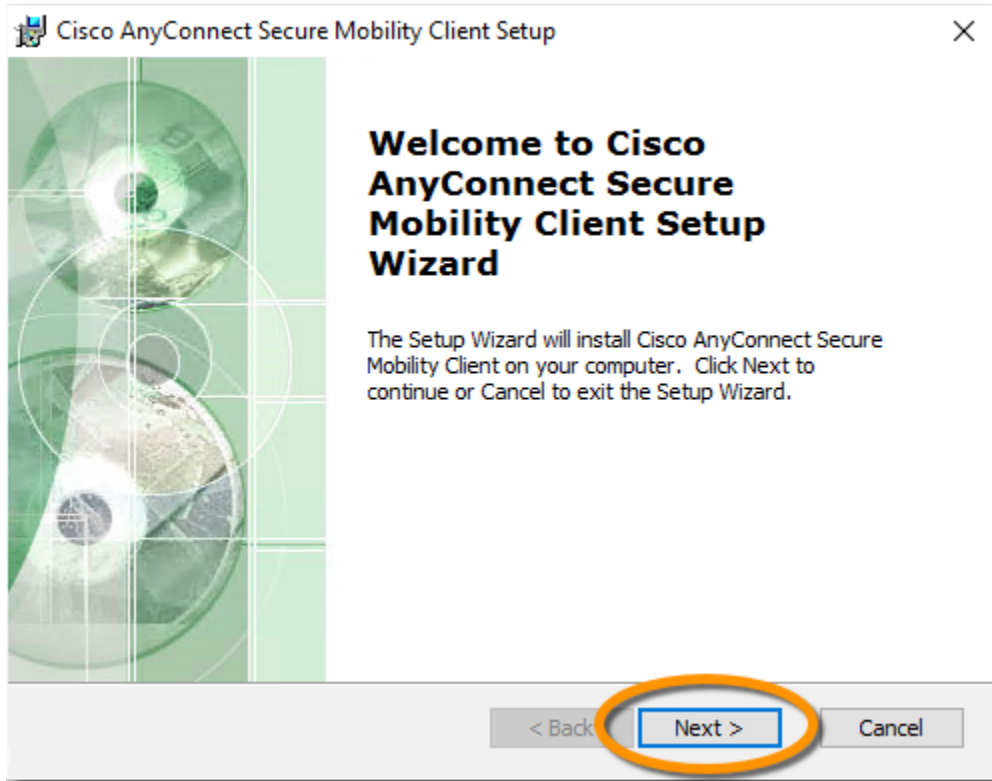 Cisco AnyConnect Secure Mobility Client Setup
Welcome to Cisco
AnyConnect Secure
Mobility Client Setup
Wizard
The Setup Wizard will install Cisco AnyConnect Secure
Mobility Client on your computer. Click Next to
continue or Cancel to exit the Setup Wizard.
< Back
Next >
Cancel